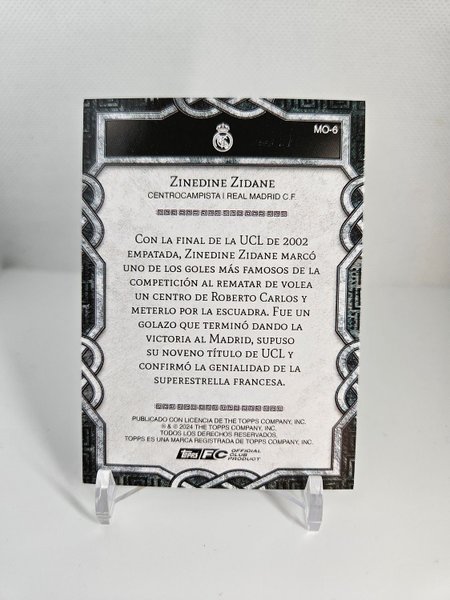 MO-6
ZINEDINE ZIDANE
CENTROCAMPISTA | REAL MADRID C.F.
CON LA FINAL DE LA UCL DE 2002
EMPATADA, ZINEDINE ZIDANE MARCÓ
UNO DE LOS GOLES MÁS FAMOSOS DE LA
COMPETICIÓN AL REMATAR DE VOLEA
UN CENTRO DE ROBERTO CARLOS Y
METERLO POR LA ESCUADRA. FUE UN
GOLAZO QUE TERMINÓ DANDO LA
VICTORIA AL MADRID, SUPUSO
SU NOVENO TÍTULO DE UCL Y
CONFIRMÓ LA GENIALIDAD DE LA
SUPERESTRELLA FRANCESA.
PUBLICADO CON LICENCIA DE THE TOPPS COMPANY, INC.
® & © 2024 THE TOPPS COMPANY, INC.
TODOS LOS DERECHOS RESERVADOS.
TOPPS ES UNA MARCA REGISTRADA DE TOPPS COMPANY, INC.
Topps FC OFFICIAL
CLUB
PRODUCT